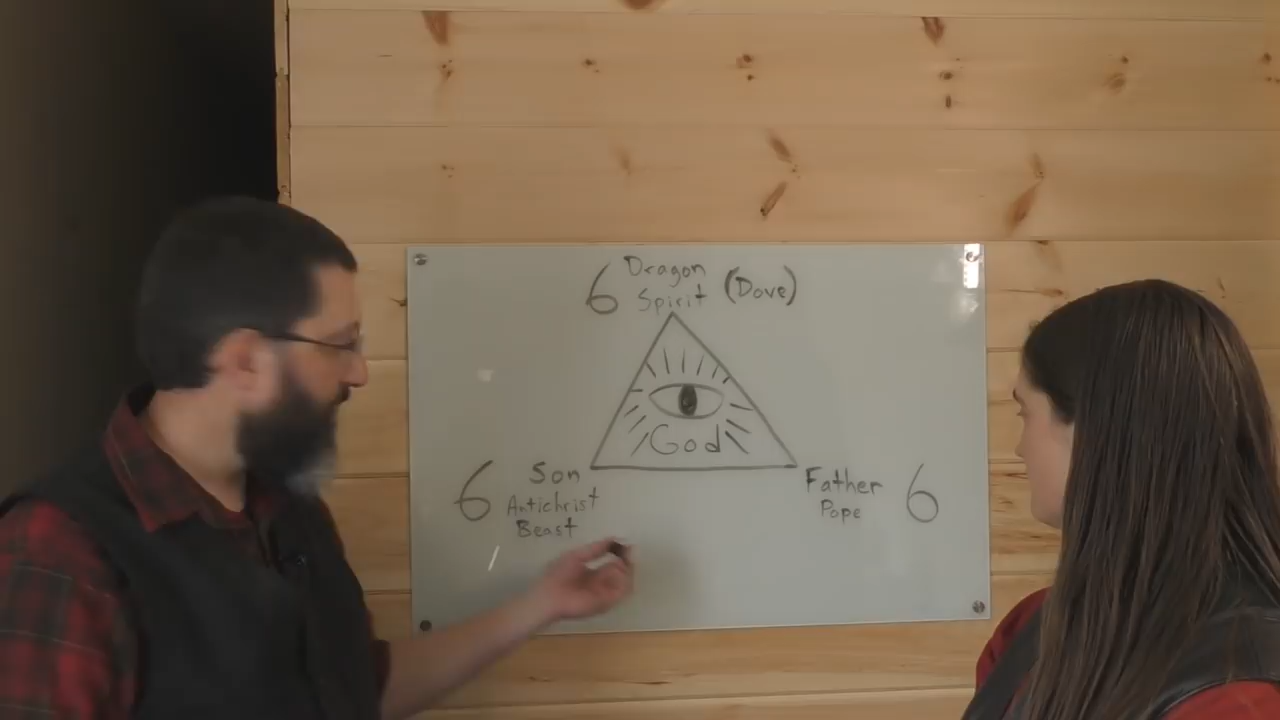 6 Dragon
Spirit (Dove)
God
6 Son
Antichrist
Beast
Father 6
Pope